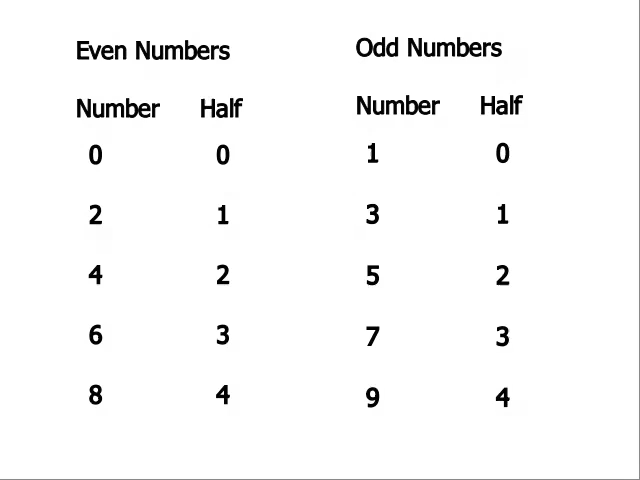 Even Numbers
Number Half
0 0
2 1
4 2
6 3
8 4
Odd Numbers
Number Half
1 0
3 1
5 2
7 3
9 4